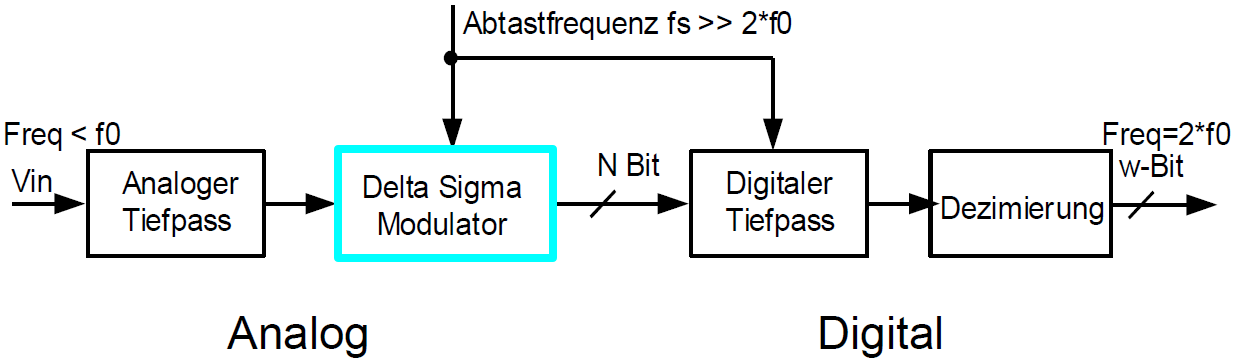 Abtastfrequenz fs >> 2*f0
Freq < f0
Vin
Analoger
Tiefpass
Delta Sigma
Modulator
N Bit
Digitaler
Tiefpass
Dezimierung
Freq=2*f0
w-Bit
Analog
Digital